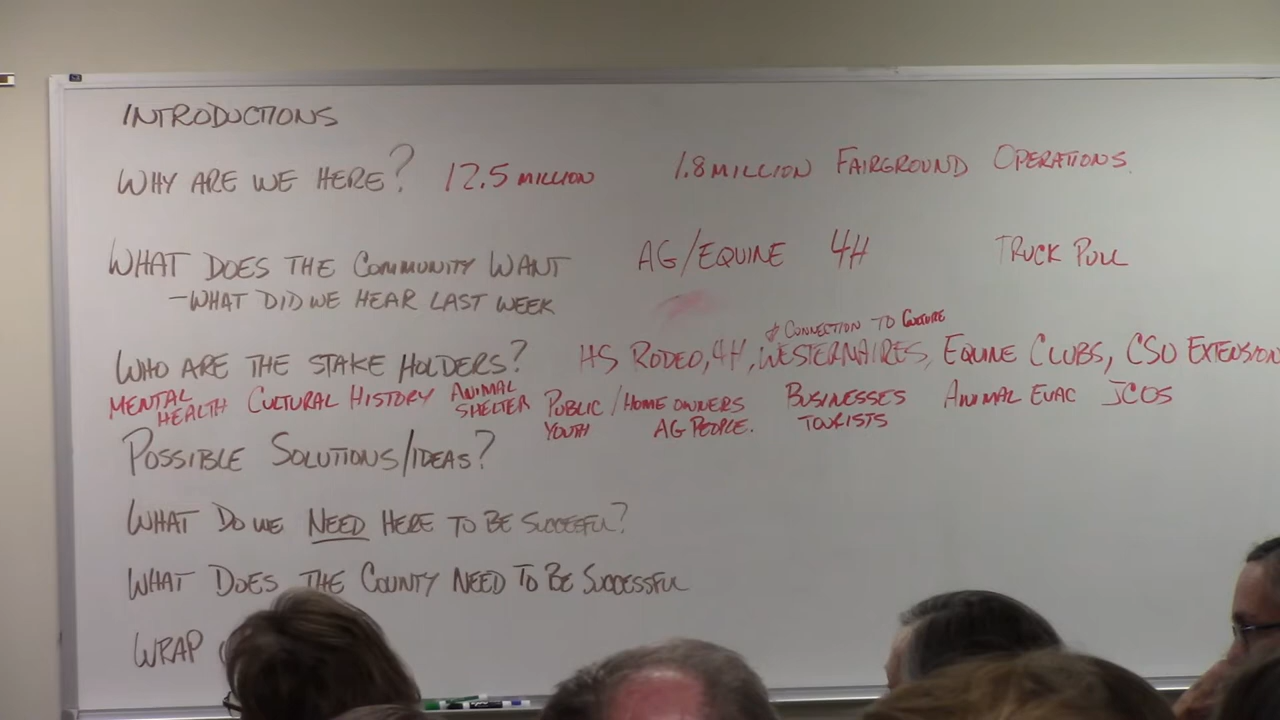 INTRODUCTIONS
WHY ARE WE HERE? 12.5 MILLION 1.8 MILLION FAIRGROUND OPERATIONS.
WHAT DOES THE COMMUNITY WANT AG/EQUINE 4H TRUCK PULL
-WHAT DID WE HEAR LAST WEEK
& CONNECTION TO CULTURE
WHO ARE THE STAKE HOLDERS? HS RODEO, 4H, WESTERNAIRES, EQUINE CLUBS, CSU EXTENSION
MENTAL HEALTH CULTURAL HISTORY ANIMAL SHELTER PUBLIC / HOME OWNERS BUSINESSES ANIMAL EVAC JCOS
YOUTH AG PEOPLE. TOURISTS
POSSIBLE SOLUTIONS/IDEAS?
WHAT DO WE NEED HERE TO BE SUCCEFUL?
WHAT DOES THE COUNTY NEED TO BE SUCCESSFUL
WRAP